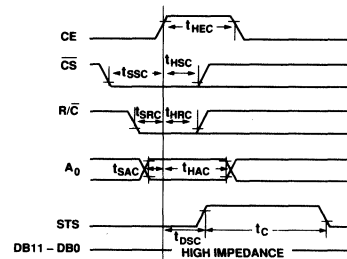 CE tHEC
CS tSSC tHSC
R/C tSRC tHRC
A0 tSAC tHAC
STS tDSC tC
DB11 – DB0 HIGH IMPEDANCE